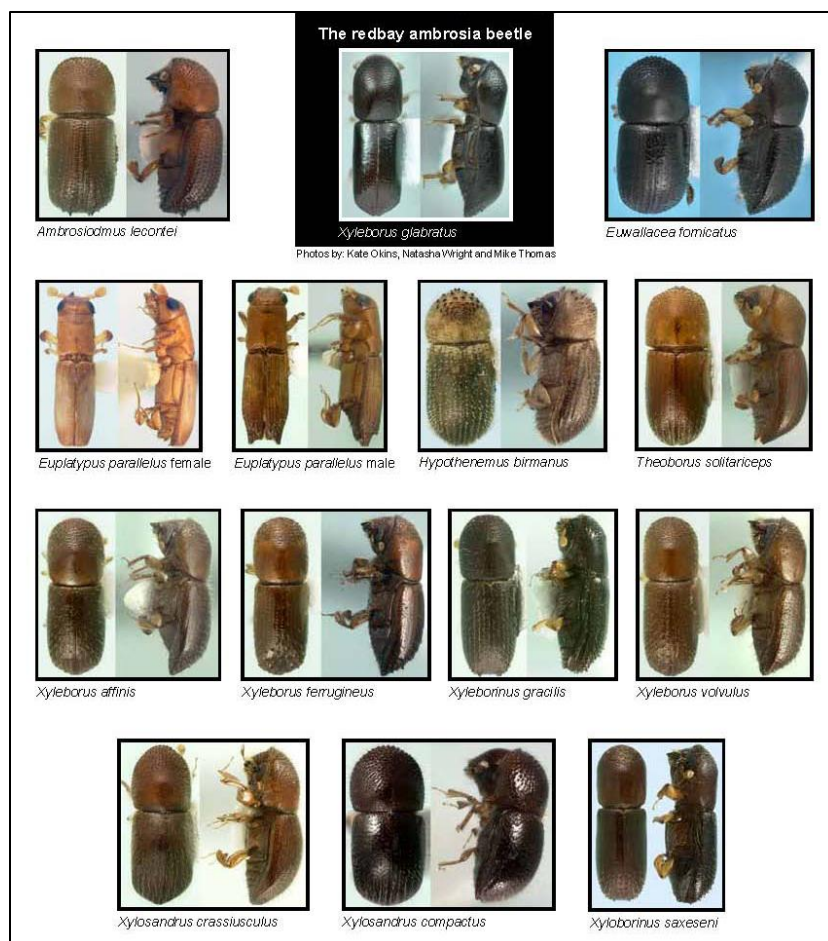 The redbay ambrosia beetle
Ambrosiodmus lecontei
Xyleborus glabratus
Euwallacea fornicatus
Photos by: Kate Okins, Natasha Wright and Mike Thomas
Euplatypus parallelus female
Euplatypus parallelus male
Hypothenemus birmanus
Theoborus solitariceps
Xyleborus affinis
Xyleborus ferrugineus
Xyleborinus gracilis
Xyleborus volvulus
Xylosandrus crassiusculus
Xylosandrus compactus
Xyloborinus saxeseni